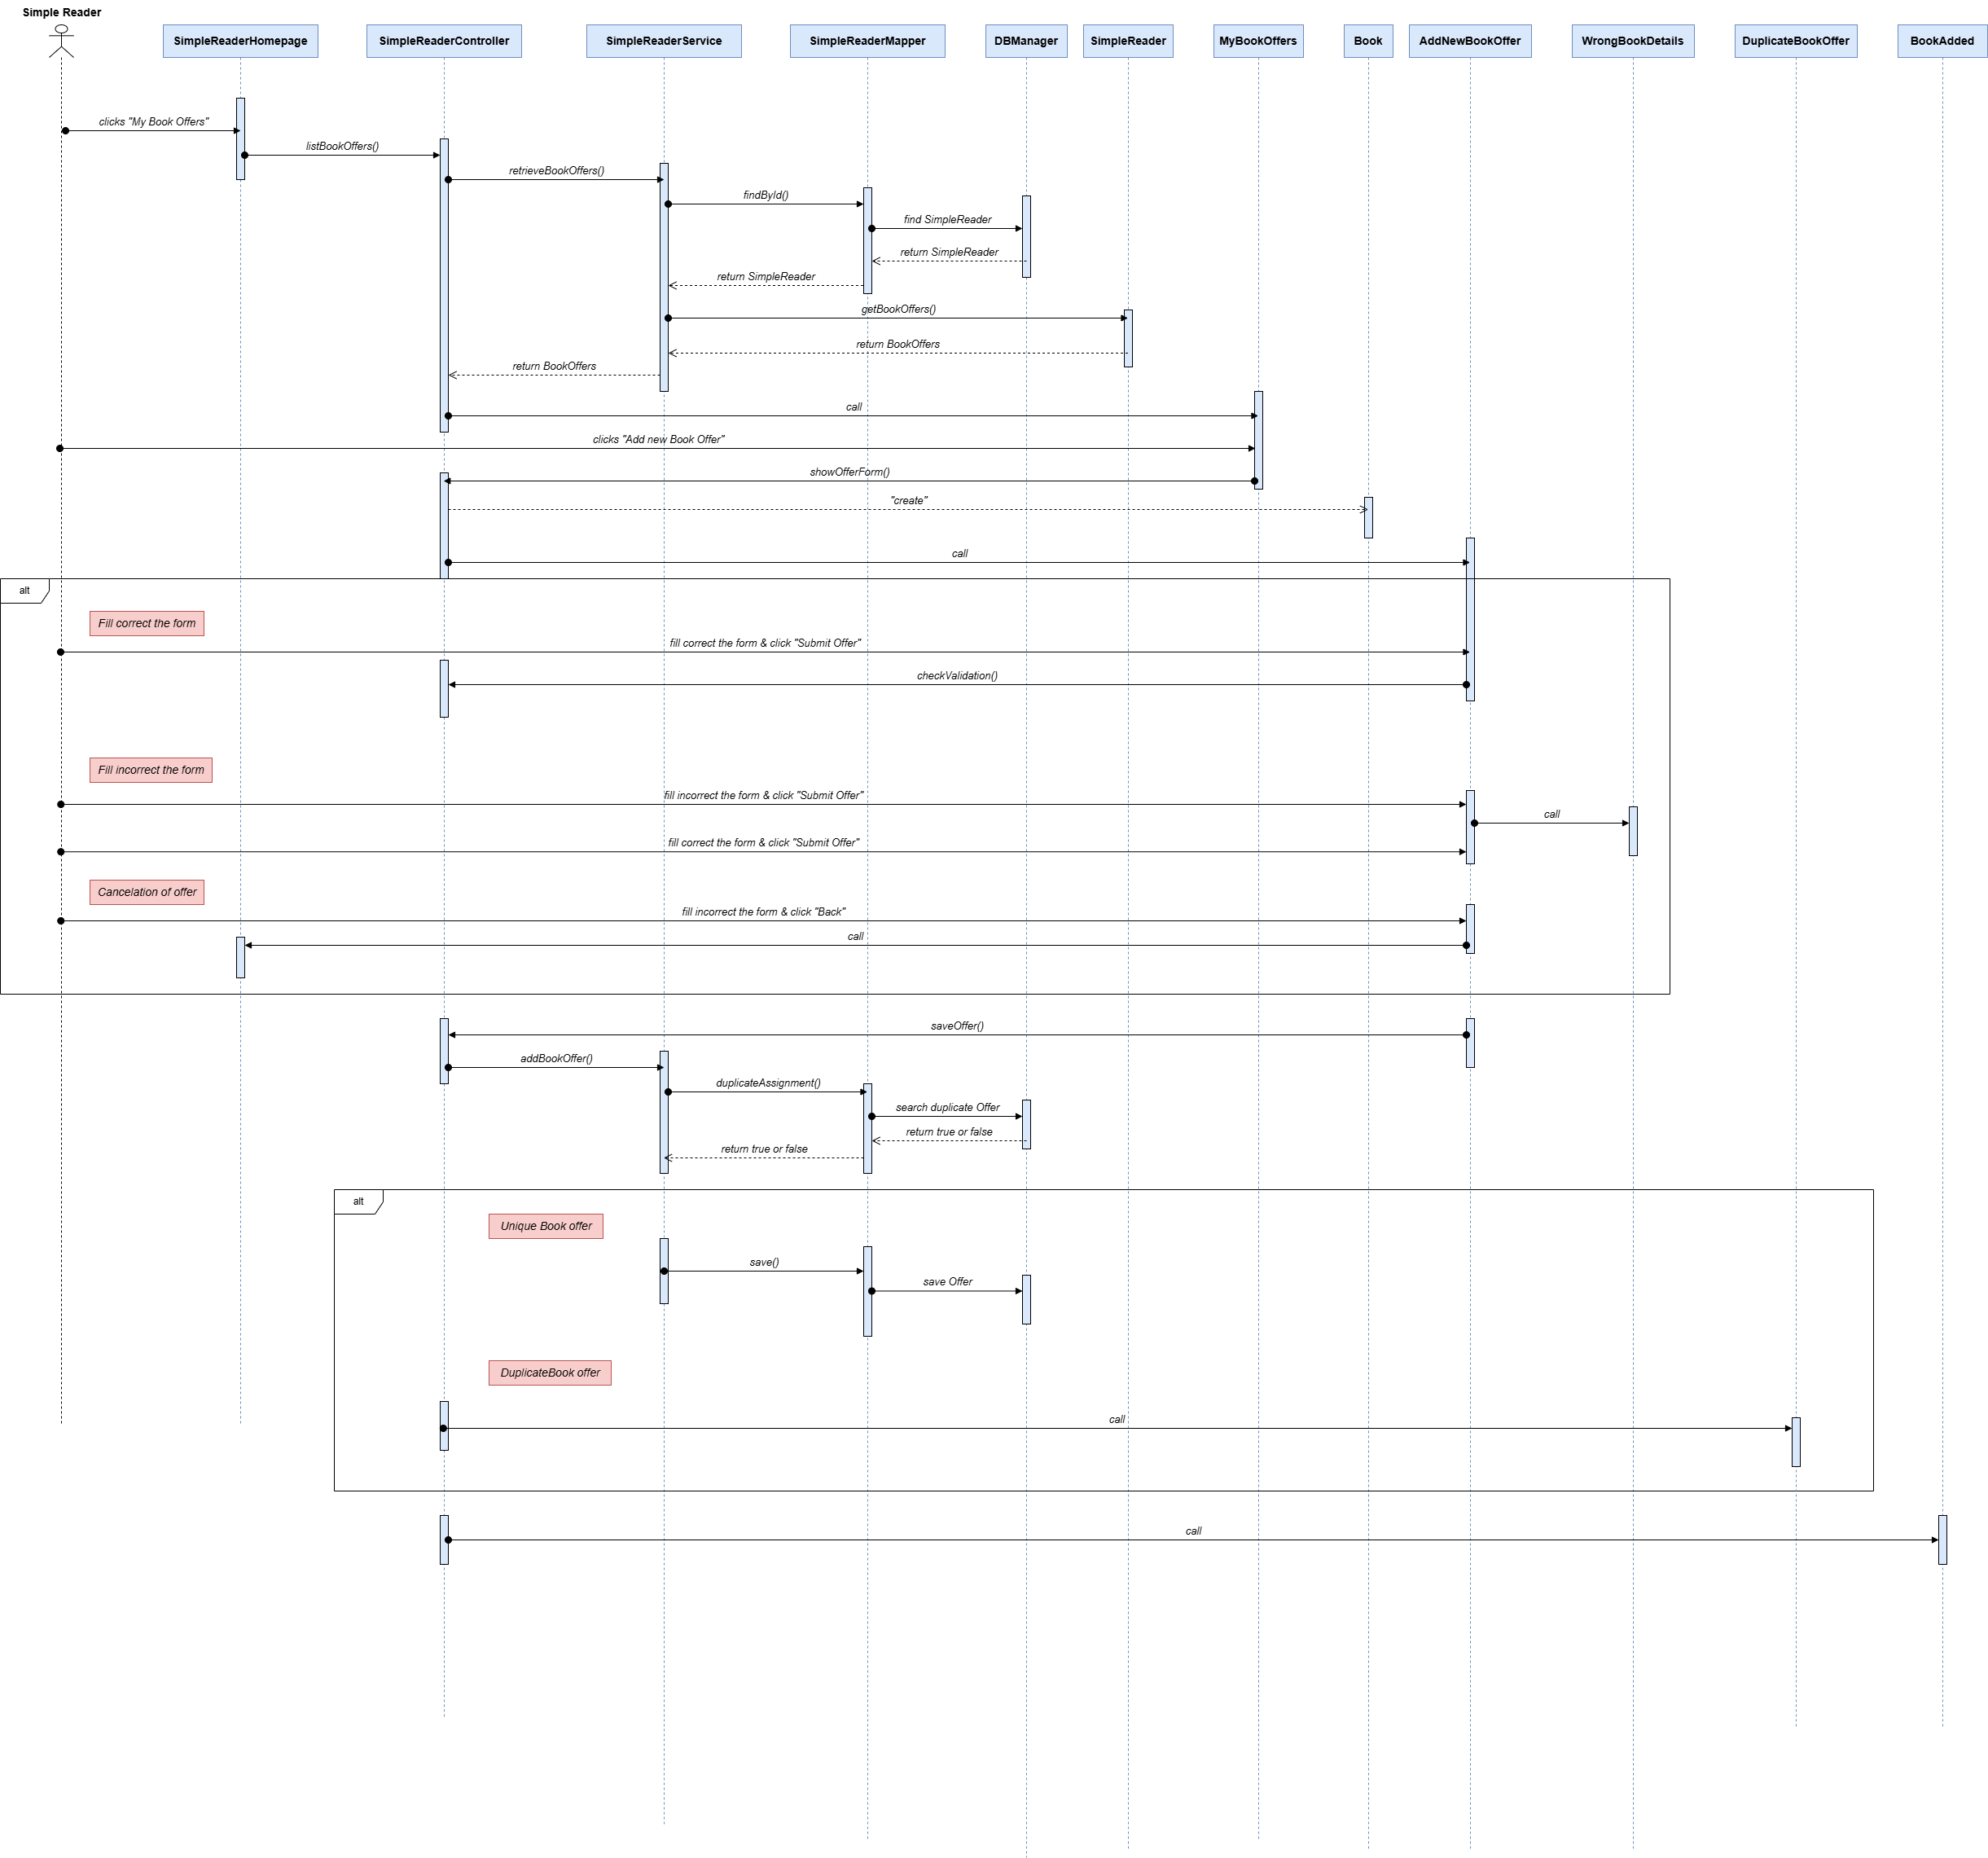 Simple Reader
SimpleReaderHomepage
SimpleReaderController
SimpleReaderService
SimpleReaderMapper
DBManager
SimpleReader
MyBookOffers
Book
AddNewBookOffer
WrongBookDetails
DuplicateBookOffer
BookAdded
clicks "My Book Offers"
listBookOffers()
retrieveBookOffers()
findById()
find SimpleReader
return SimpleReader
return SimpleReader
getBookOffers()
return BookOffers
return BookOffers
call
clicks "Add new Book Offer"
showOfferForm()
"create"
call
alt
Fill correct the form
fill correct the form & click "Submit Offer"
checkValidation()
Fill incorrect the form
fill incorrect the form & click "Submit Offer"
call
fill correct the form & click "Submit Offer"
Cancelation of offer
fill incorrect the form & click "Back"
call
saveOffer()
addBookOffer()
duplicateAssignment()
search duplicate Offer
return true or false
return true or false
alt
Unique Book offer
save()
save Offer
DuplicateBook offer
call
call